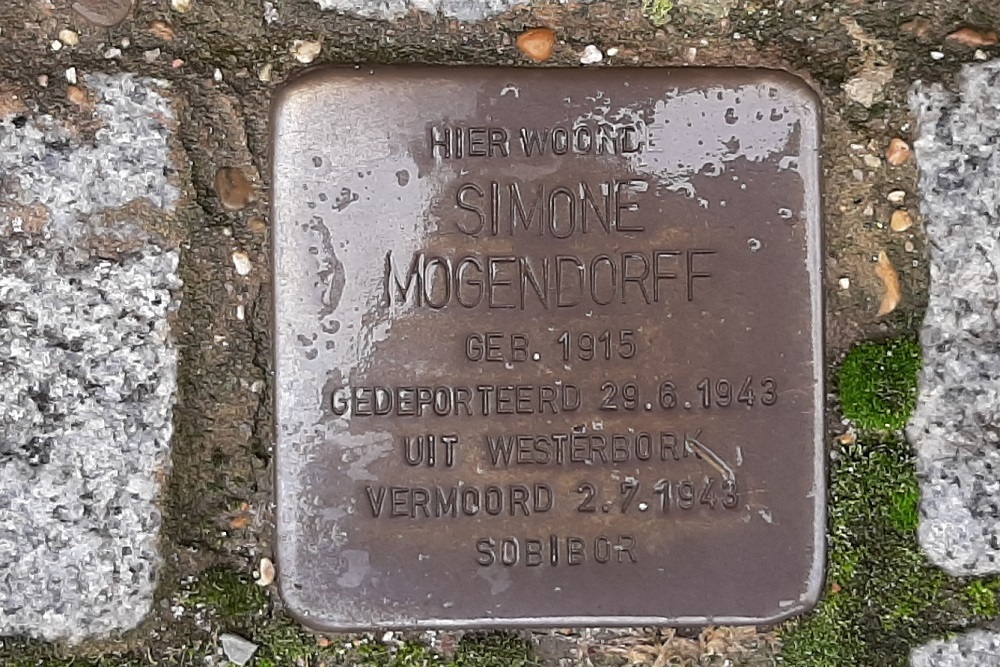 HIER WOONDE
SIMONE
MOGENDORFF
GEB. 1915
GEDEPORTEERD 29.6.1943
UIT WESTERBORK
VERMOORD 2.7.1943
SOBIBOR